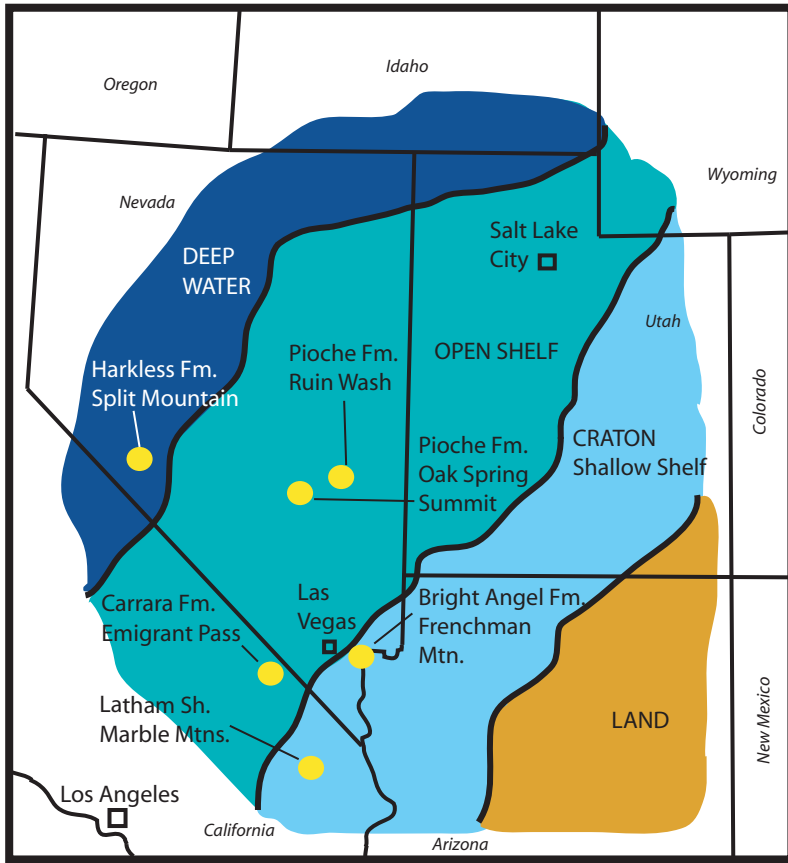 Idaho
Oregon
Wyoming
Nevada
Salt Lake
City
DEEP
WATER
Utah
Pioche Fm.
Ruin Wash
OPEN SHELF
Harkless Fm.
Split Mountain
Colorado
CRATON
Shallow Shelf
Pioche Fm.
Oak Spring
Summit
Carrara Fm.
Emigrant Pass
Las
Vegas
Bright Angel Fm.
Frenchman
Mtn.
Latham Sh.
Marble Mtns.
LAND
New Mexico
Los Angeles
California
Arizona